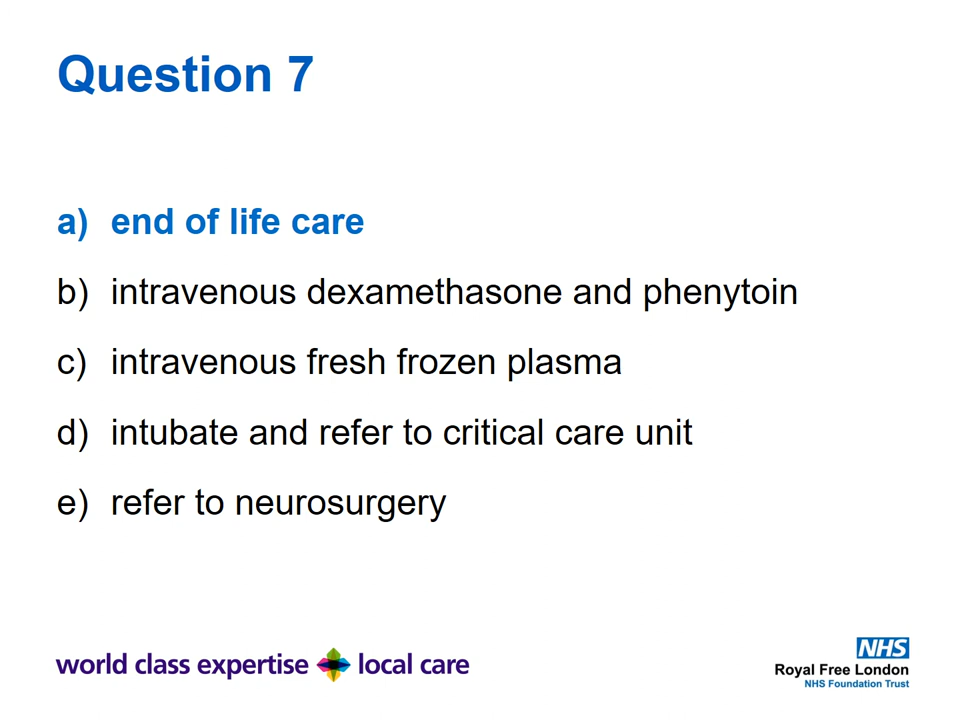 Question 7
a) end of life care
b) intravenous dexamethasone and phenytoin
c) intravenous fresh frozen plasma
d) intubate and refer to critical care unit
e) refer to neurosurgery
world class expertise local care
NHS
Royal Free London
NHS Foundation Trust